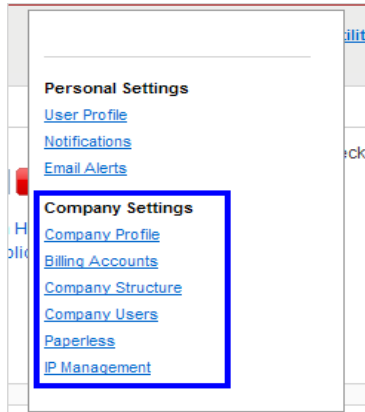 Personal Settings
User Profile
Notifications
Email Alerts
Company Settings
Company Profile
Billing Accounts
Company Structure
Company Users
Paperless
IP Management